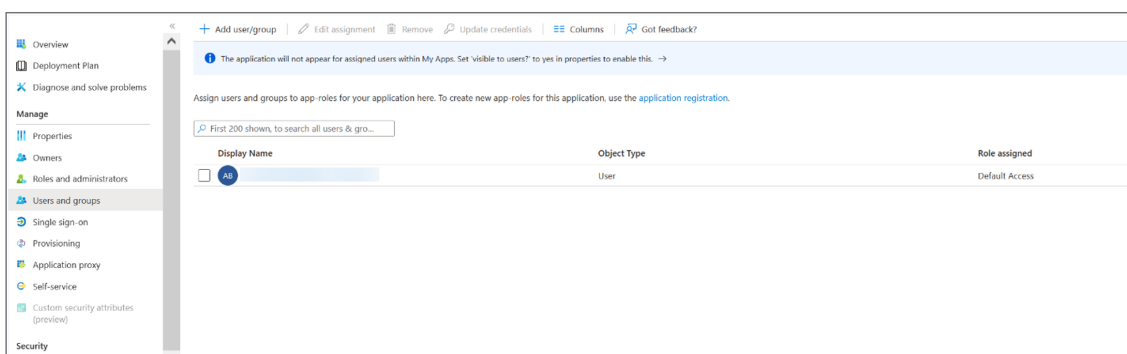 «
+ Add user/group
Edit assignment
Remove
Update credentials
Columns
Got feedback?
Overview
Deployment Plan
Diagnose and solve problems
Manage
Properties
Owners
Roles and administrators
Users and groups
Single sign-on
Provisioning
Application proxy
Self-service
Custom security attributes
(preview)
Security
The application will not appear for assigned users within My Apps. Set 'visible to users?' to yes in properties to enable this. →
Assign users and groups to app-roles for your application here. To create new app-roles for this application, use the application registration.
First 200 shown, to search all users & gro...
Display Name Object Type Role assigned
AB User Default Access